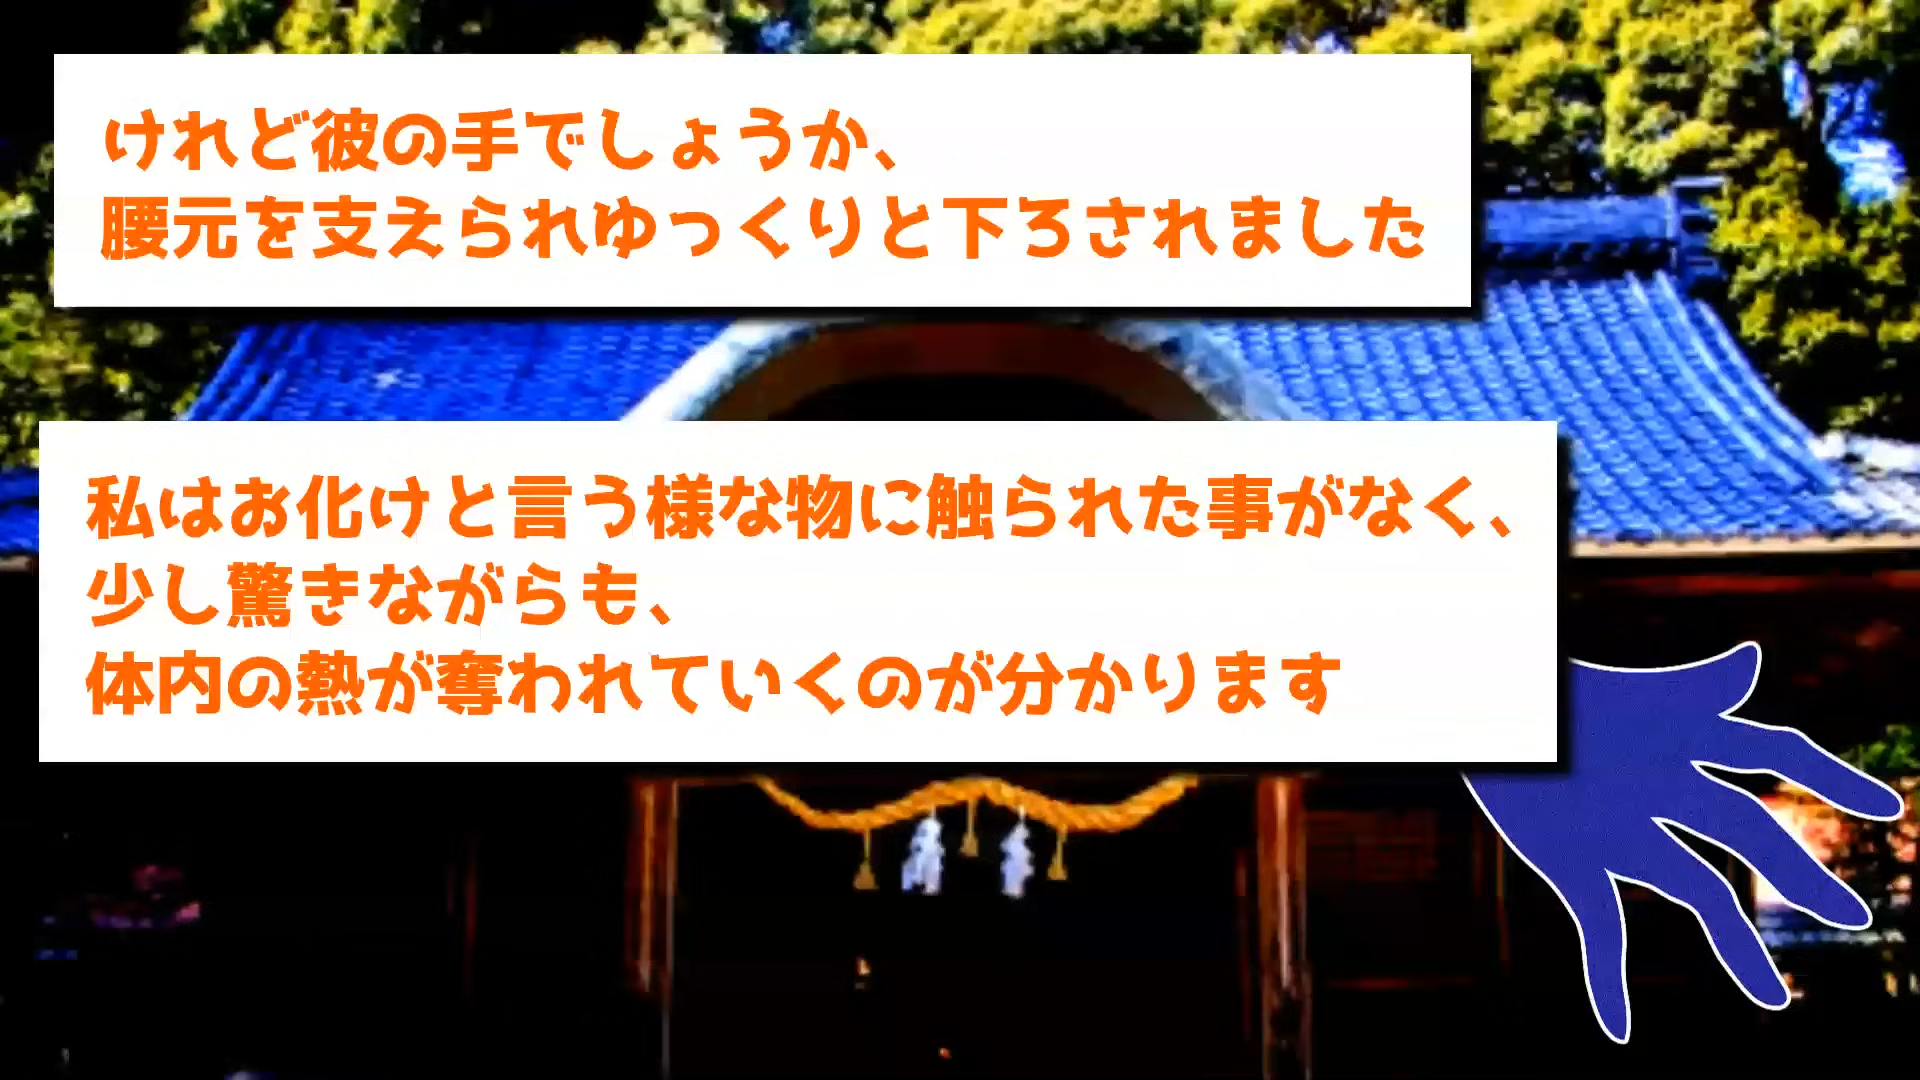 けれど彼の手でしょうか、
腰元を支えられゆっくりと下ろされました
私はお化けと言う様な物に触られた事がなく、
少し驚きながらも、
体内の熱が奪われていくのが分かります